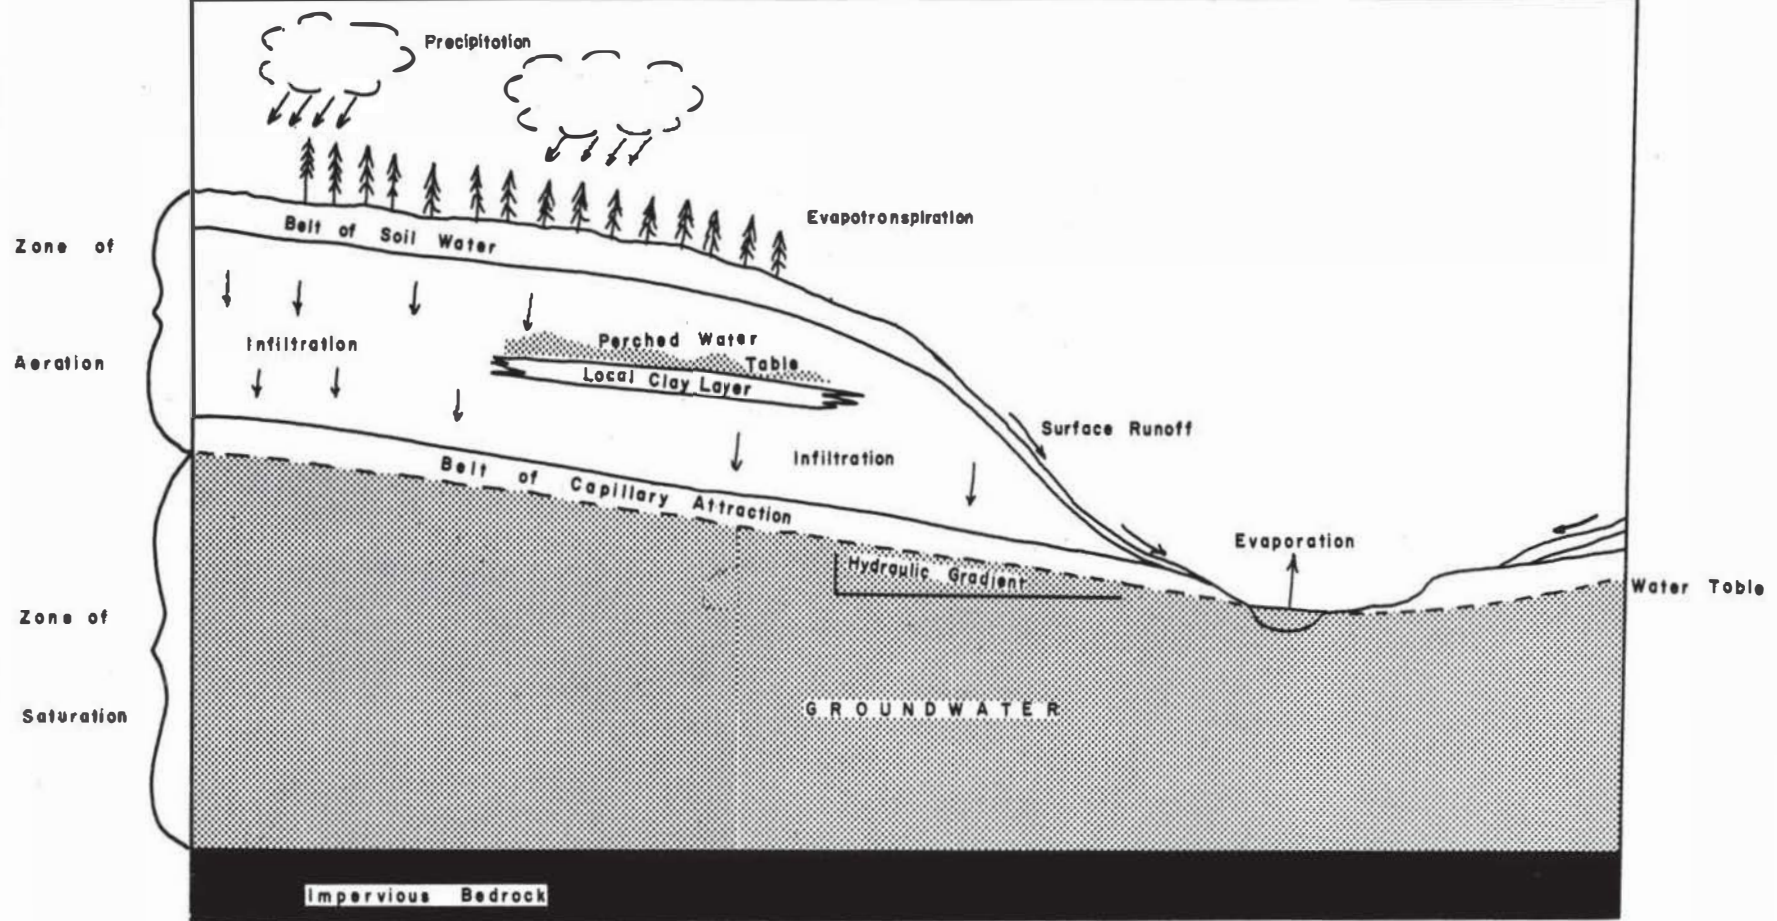 Precipitation
Evapotranspiration
Belt of Soil Water
Zone of
Aeration
Infiltration
Perched Water
Table
Local Clay Layer
Surface Runoff
Infiltration
Belt of Capillary Attraction
Evaporation
Hydraulic Gradient
Water Table
Zone of
Saturation
GROUNDWATER
Impervious Bedrock